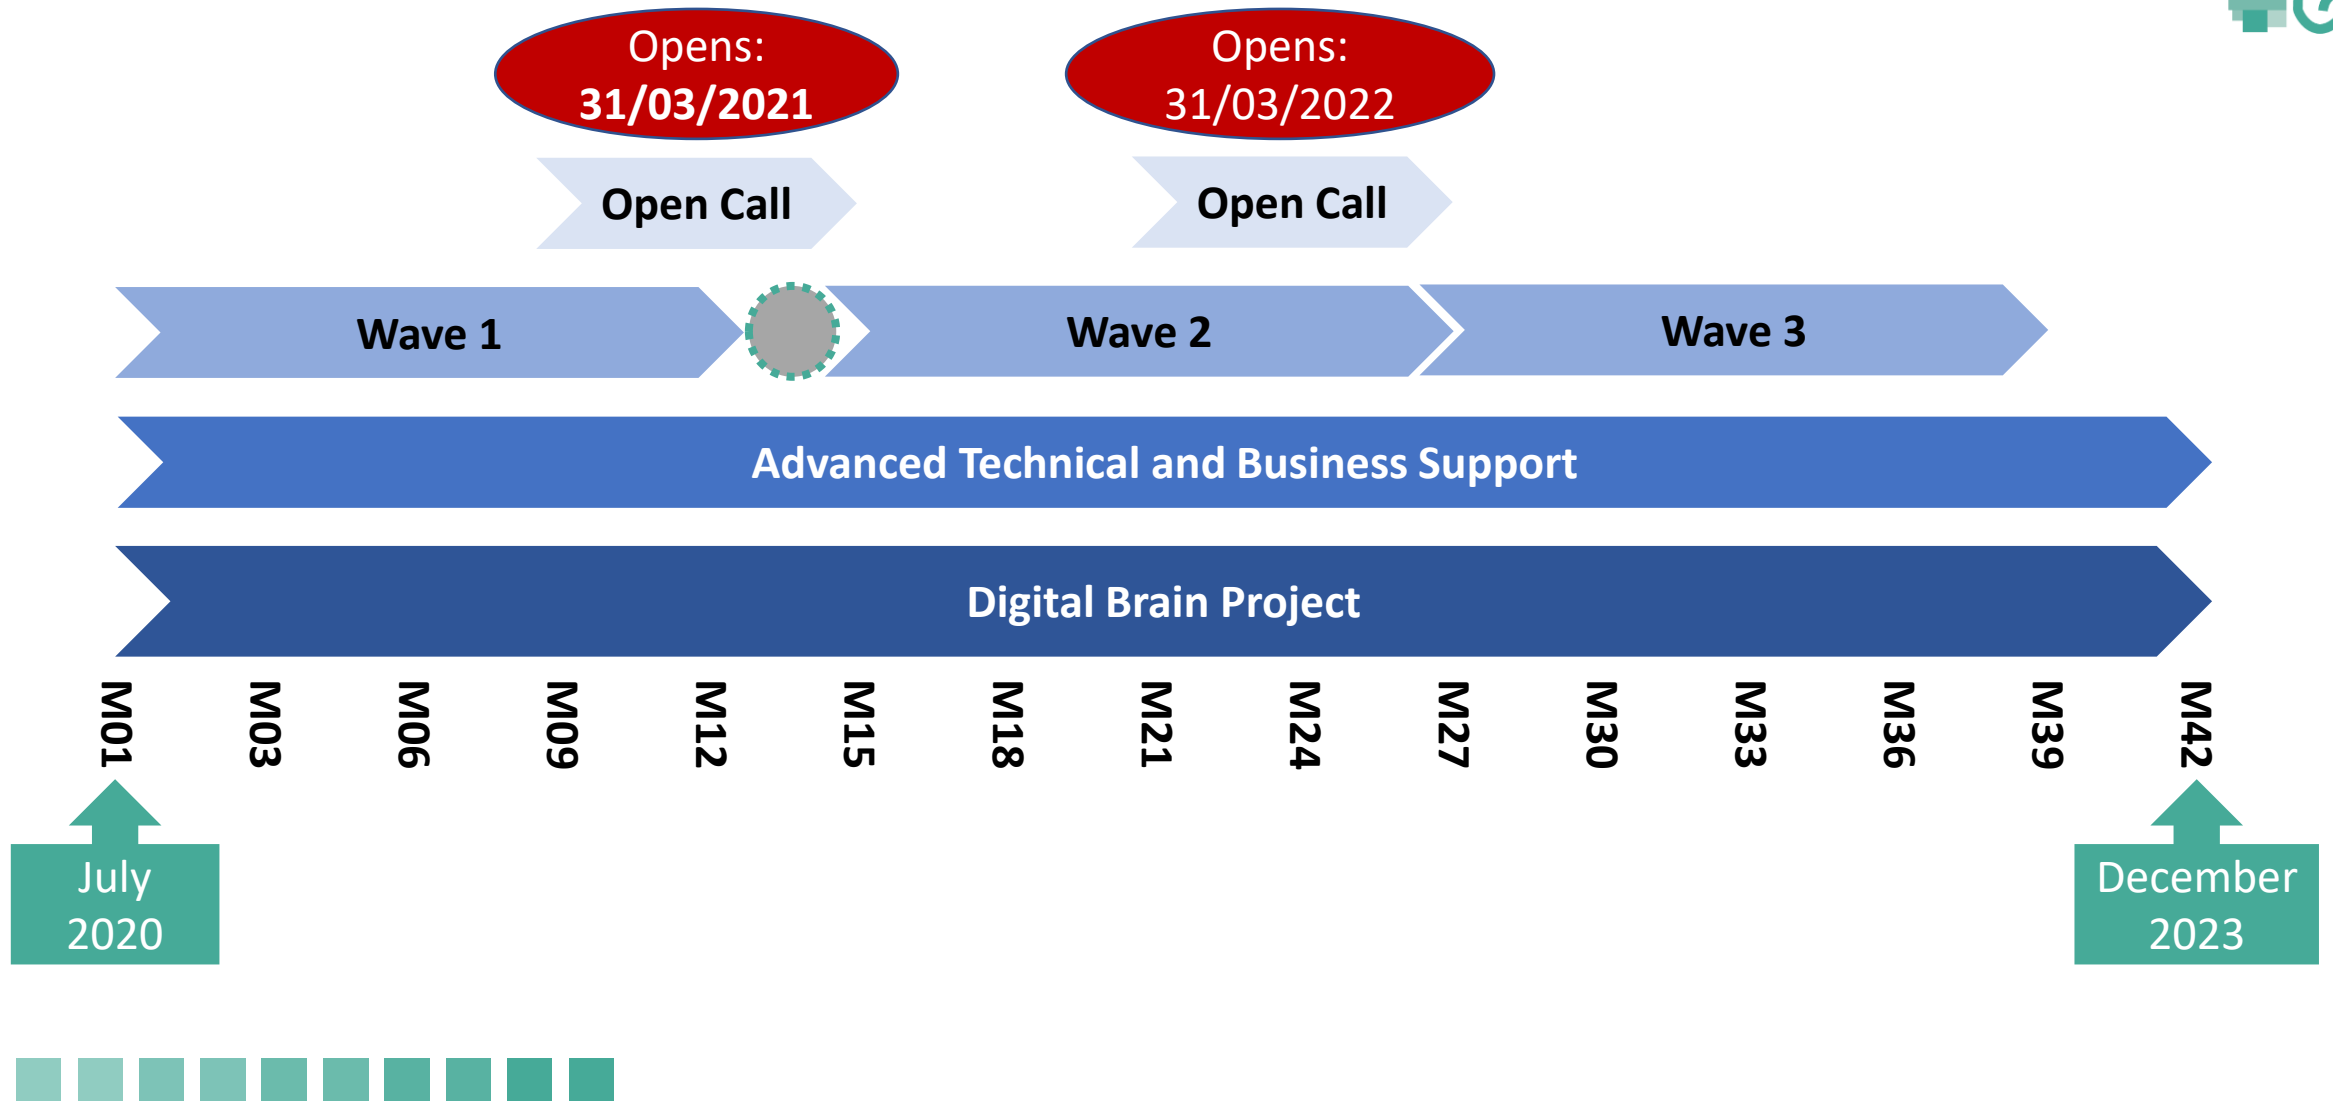 Opens:
31/03/2021
Opens:
31/03/2022
Open Call
Open Call
Wave 1
Wave 2
Wave 3
Advanced Technical and Business Support
Digital Brain Project
M01
M03
M06
M09
M12
M15
M18
M21
M24
M27
M30
M33
M36
M39
M42
July
2020
December
2023